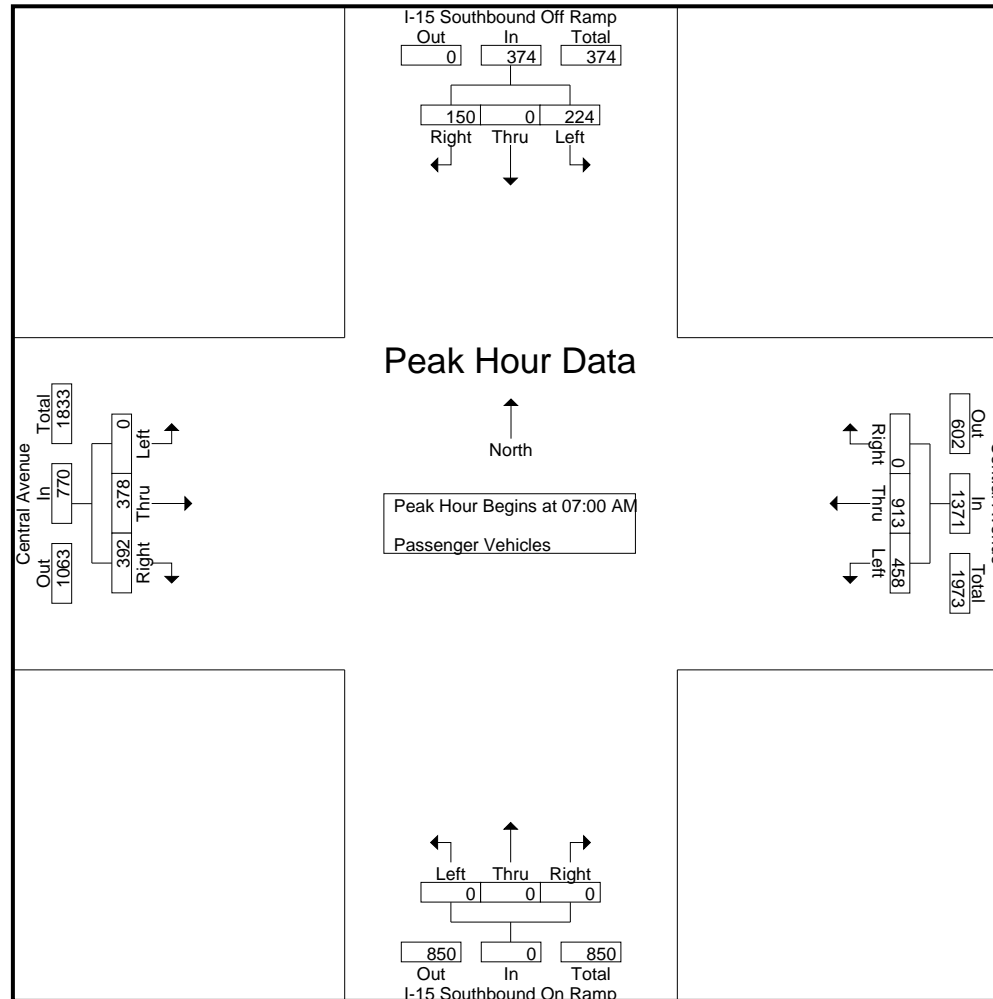 I-15 Southbound Off Ramp
Out In Total
0 374 374
150 0 224
Right Thru Left
Peak Hour Data
North
Peak Hour Begins at 07:00 AM
Passenger Vehicles
Central Avenue
Total In Out
1833 770 1063
0 378 392
Left Thru Right
Right Thru Left
0 913 458
602 1371 1973
Out In Total
Left Thru Right
0 0 0
850 0 850
Out In Total
I-15 Southbound On Ramp